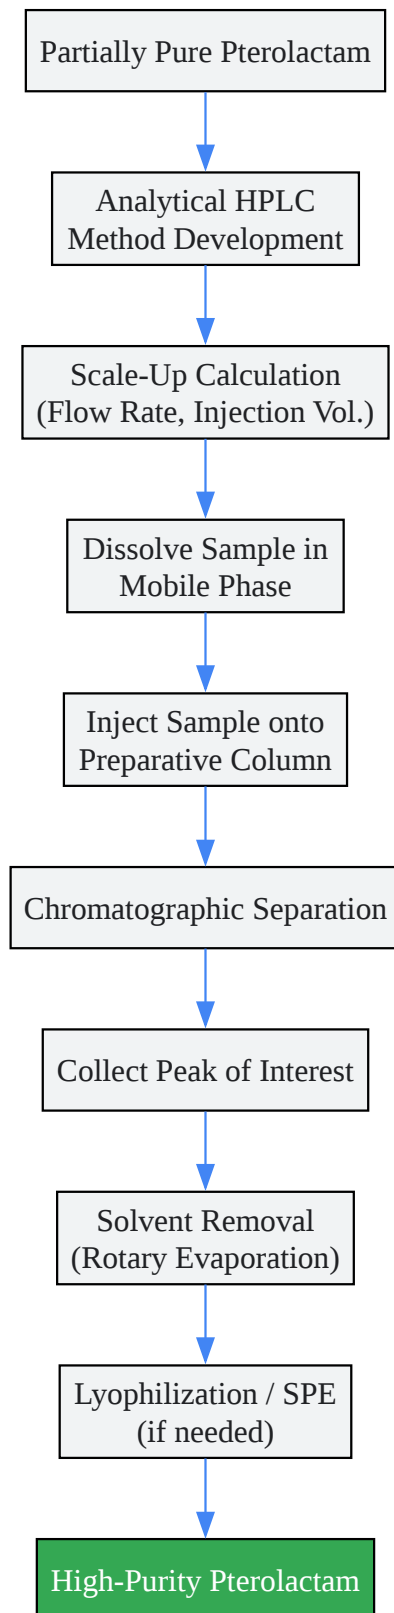 Partially Pure Pterolactam
Analytical HPLC
Method Development
Scale-Up Calculation
(Flow Rate, Injection Vol.)
Dissolve Sample in
Mobile Phase
Inject Sample onto
Preparative Column
Chromatographic Separation
Collect Peak of Interest
Solvent Removal
(Rotary Evaporation)
Lyophilization / SPE
(if needed)
High-Purity Pterolactam